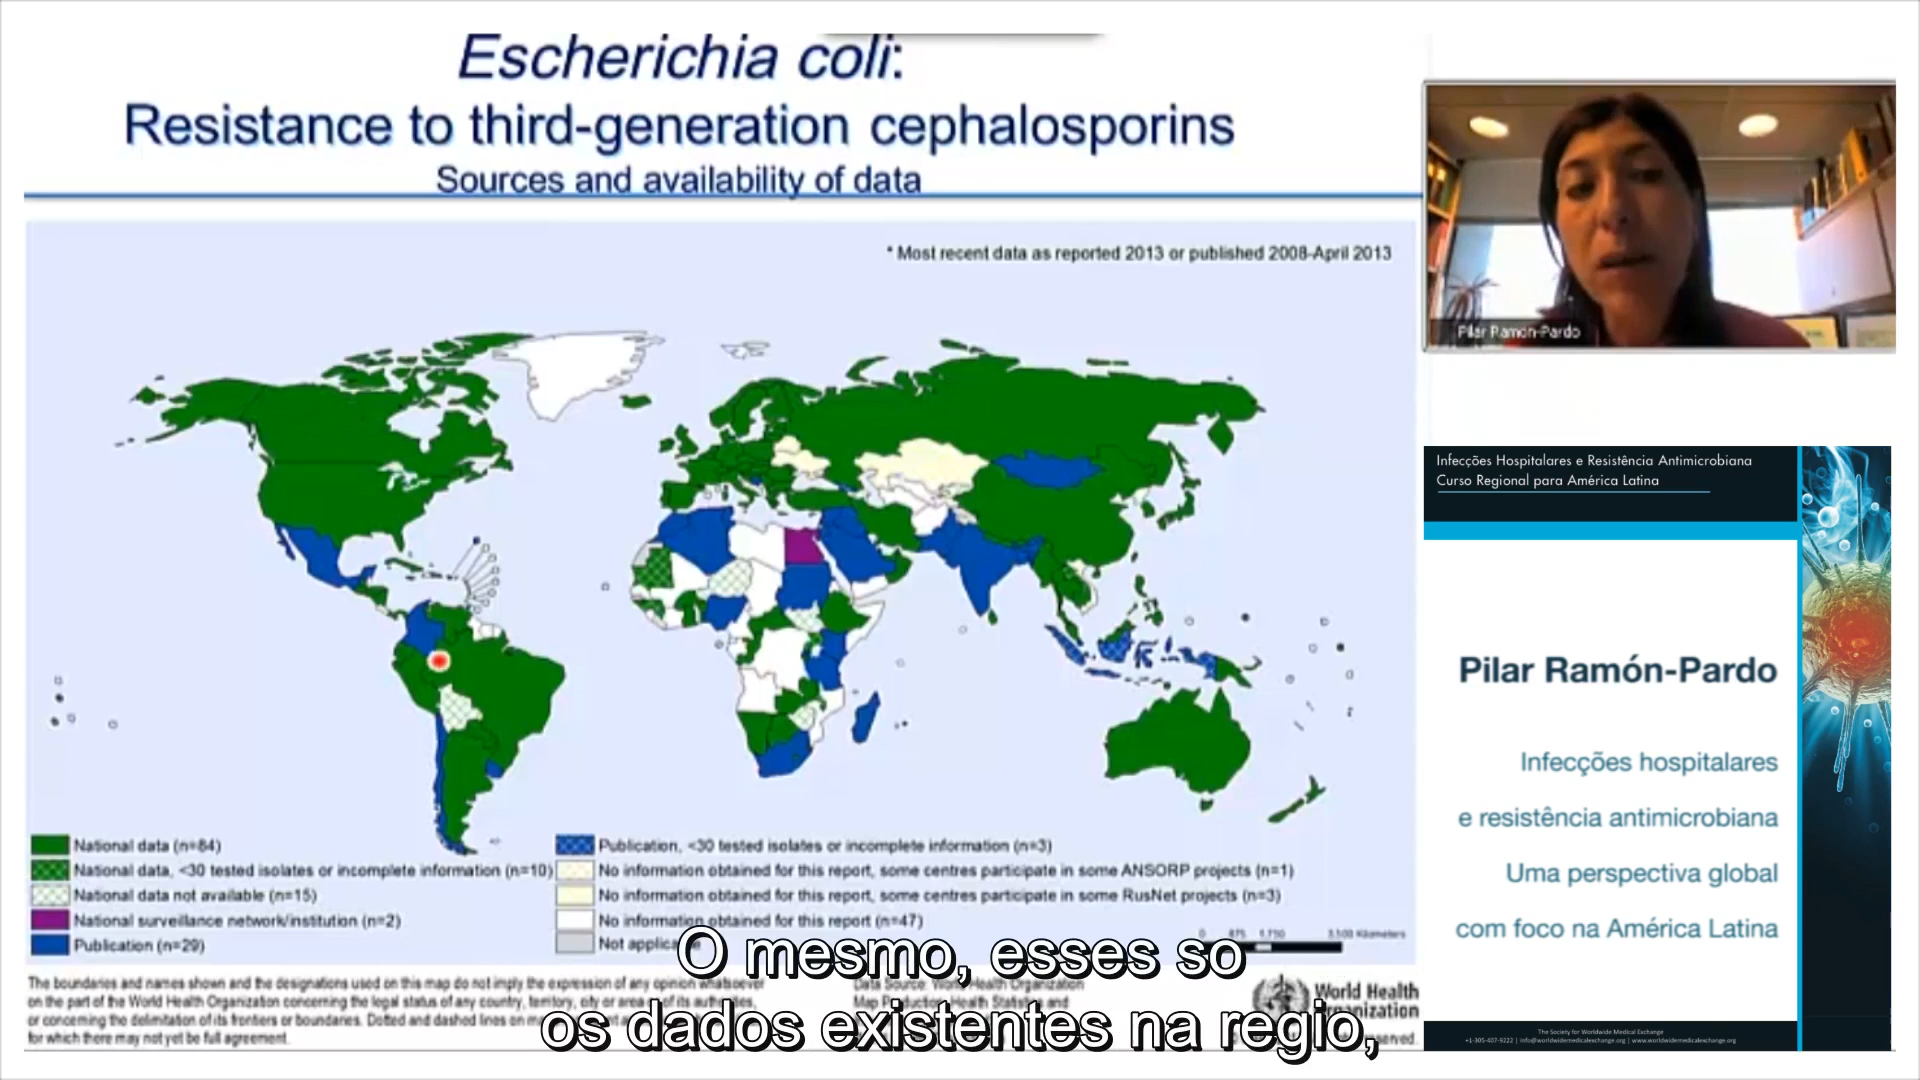 Escherichia coli:
Resistance to third-generation cephalosporins
Sources and availability of data
* Most recent data as reported 2013 or published 2008-April 2013
Pilar Ramón-Pardo
Infecções Hospitalares e Resistência Antimicrobiana
Curso Regional para América Latina
Pilar Ramón-Pardo
Infecções hospitalares
e resistência antimicrobiana
Uma perspectiva global
com foco na América Latina
National data (n=84)
National data, <30 tested isolates or incomplete information (n=10)
National data not available (n=15)
National surveillance network/institution (n=2)
Publication (n=29)
Publication, <30 tested isolates or incomplete information (n=3)
No information obtained for this report, some centres participate in some ANSORP projects (n=1)
No information obtained for this report, some centres participate in some RusNet projects (n=3)
No information obtained for this report (n=47)
Not
0 875 1,750 3,500 Kilometers
The boundaries and names shown and the designations used on this map do not imply the expression of any opinion whatsoever
on the part of the World Health Organization concerning the legal status of any country, territory, city or area of its authorities,
or concerning the delimitation of its frontiers or boundaries. Dotted and dashed lines on
for which there may not yet be full agreement.
Data Source: World Health Organization
Map Production: Health Statistics and
World Health
Organization
O mesmo, esses so
os dados existentes na regio,
The Society for Worldwide Medical Exchange
+1-305-407-9222 | info@worldwidemedicalexchange.org | www.worldwidemedicalexchange.org